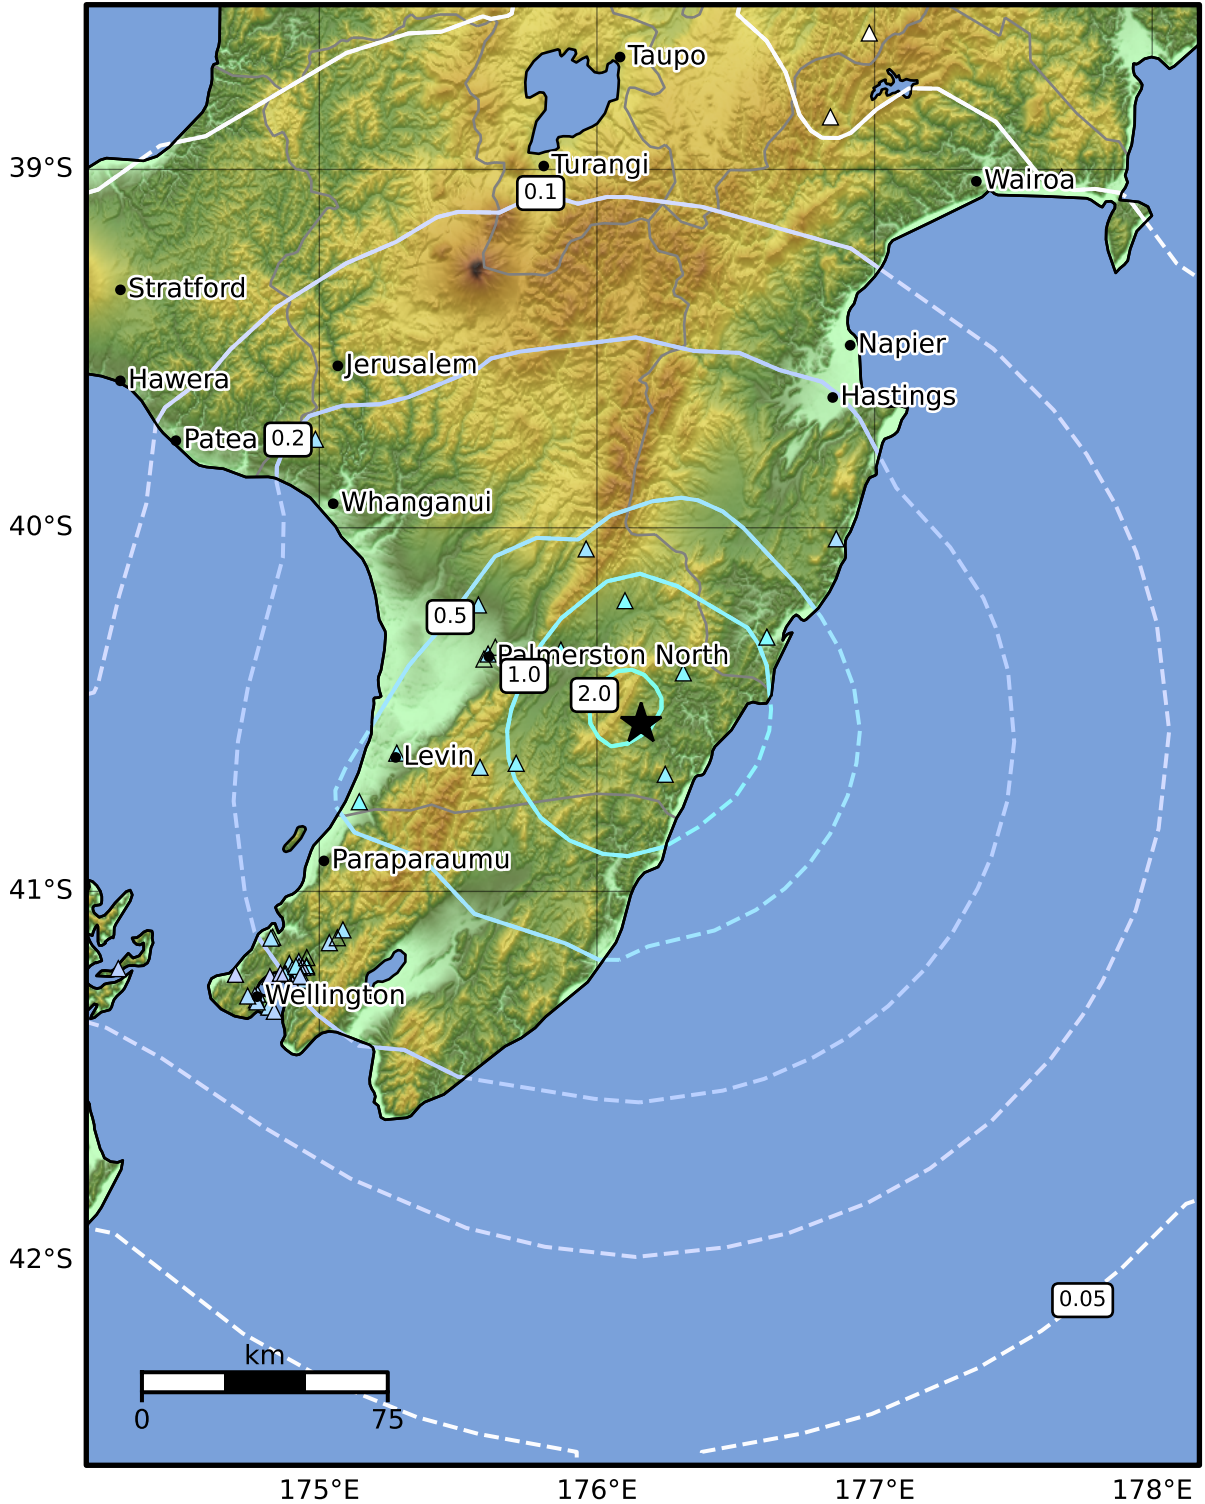 Taupo
Turangi
39°S
Wairoa
0.1
Stratford
Napier
Jerusalem
Hawera
Hastings
Patea
0.2
Whanganui
40°S
0.5
Palmerston North
1.0
2.0
Levin
Paraparaumu
41°S
Wellington
42°S
0.05
km
0
75
175°E
176°E
177°E
178°E